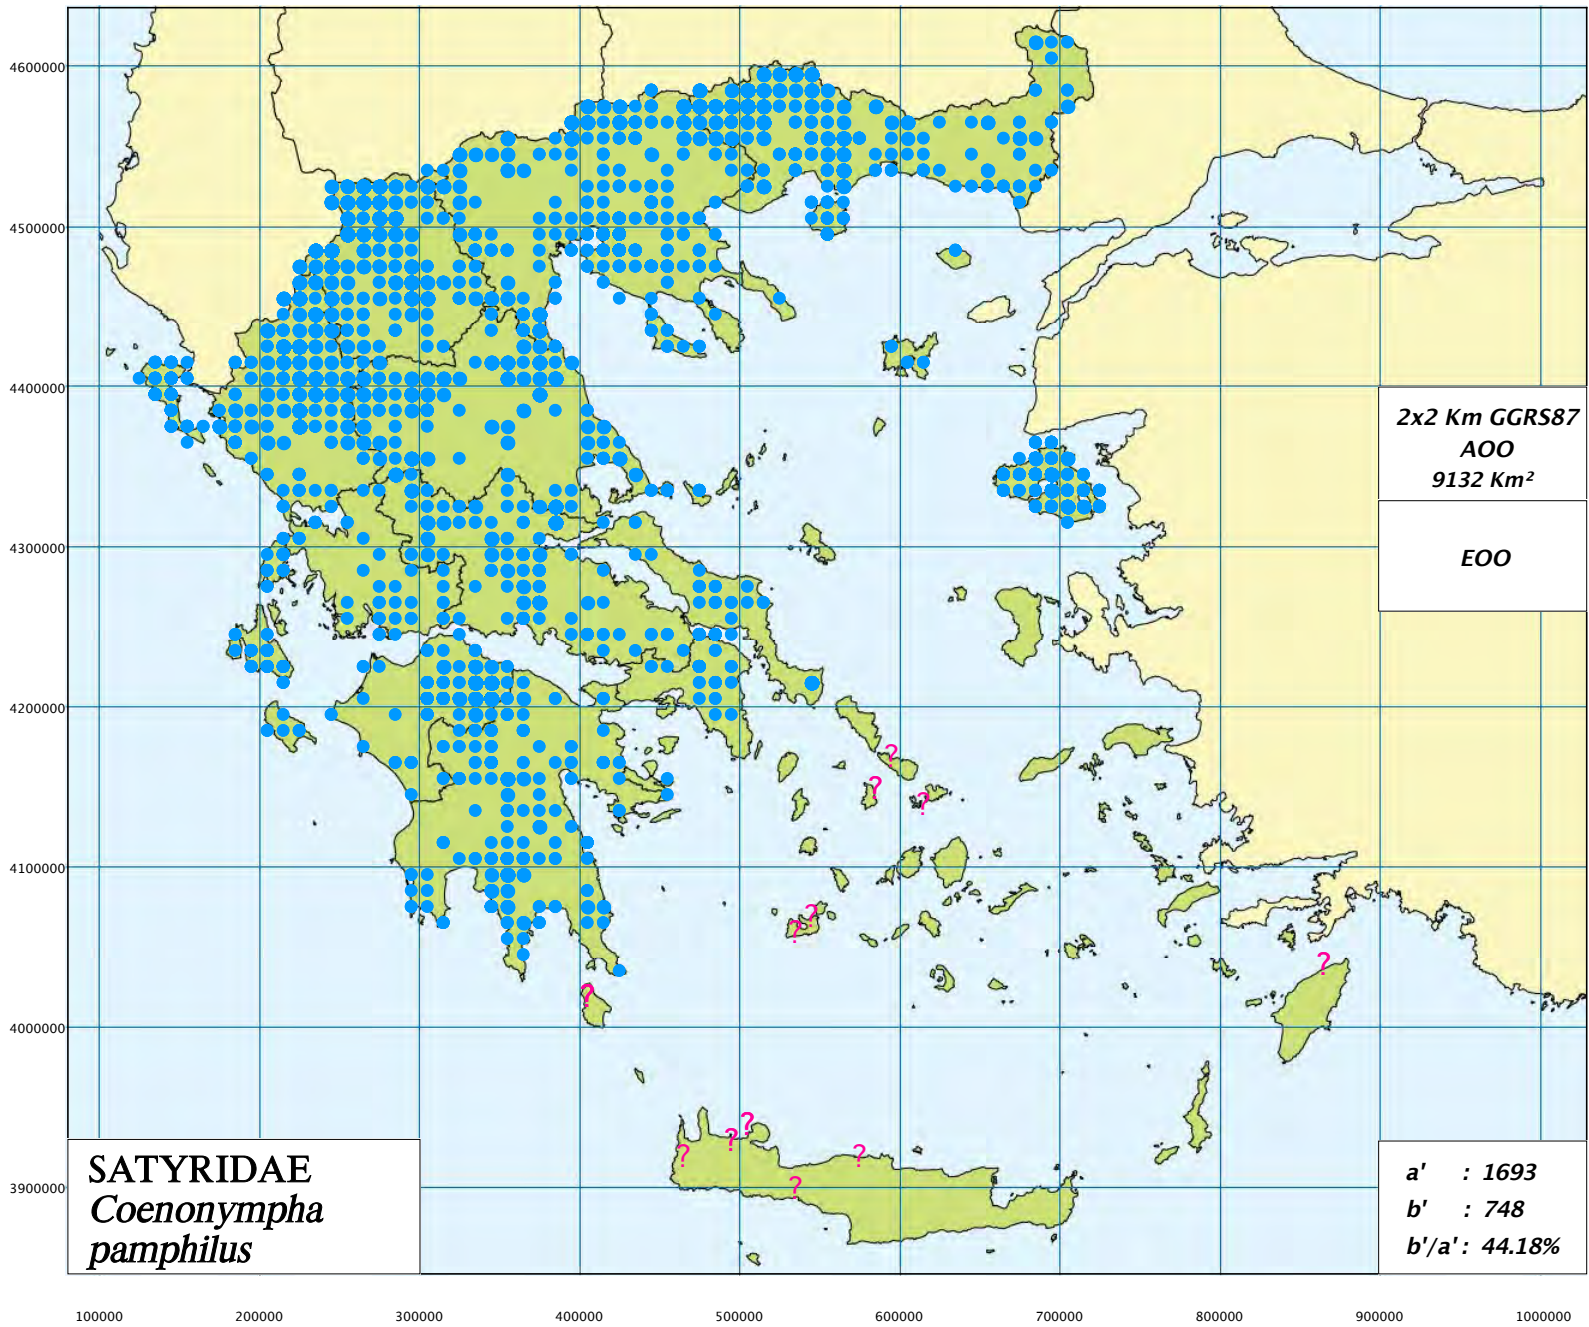 4600000
4500000
4400000
4300000
4200000
4100000
4000000
3900000
2x2 Km GGRS87
AOO
9132 Km²
EOO
?
?
?
?
?
?
?
?
?
?
?
?
?
SATYRIDAE
Coenonympha
pamphilus
a' : 1693
b' : 748
b'/a' : 44.18%
100000 200000 300000 400000 500000 600000 700000 800000 900000 1000000